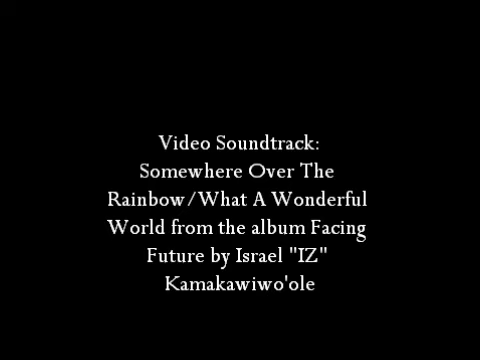 Video Soundtrack:
Somewhere Over The
Rainbow/What A Wonderful
World from the album Facing
Future by Israel "IZ"
Kamakawiwo'ole